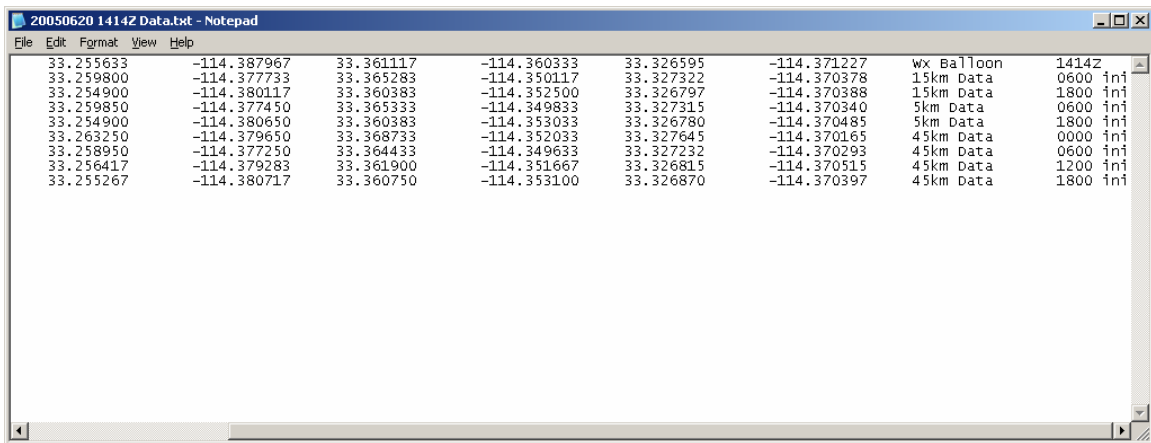 20050620 1414Z Data.txt - Notepad
File Edit Format View Help
33.255633 -114.387967 33.361117 -114.360333 33.326595 -114.371227 Wx Balloon 1414Z
33.259800 -114.377733 33.365283 -114.350117 33.327322 -114.370378 15km Data 0600 ini
33.254900 -114.380117 33.360383 -114.352500 33.326797 -114.370388 15km Data 1800 ini
33.259850 -114.377450 33.365333 -114.349833 33.327315 -114.370340 5km Data 0600 ini
33.254900 -114.380650 33.360383 -114.353033 33.326780 -114.370485 5km Data 1800 ini
33.263250 -114.379650 33.368733 -114.352033 33.327645 -114.370165 45km Data 0000 ini
33.258950 -114.377250 33.364433 -114.349633 33.327232 -114.370293 45km Data 0600 ini
33.256417 -114.379283 33.361900 -114.351667 33.326815 -114.370515 45km Data 1200 ini
33.255267 -114.380717 33.360750 -114.353100 33.326870 -114.370397 45km Data 1800 ini